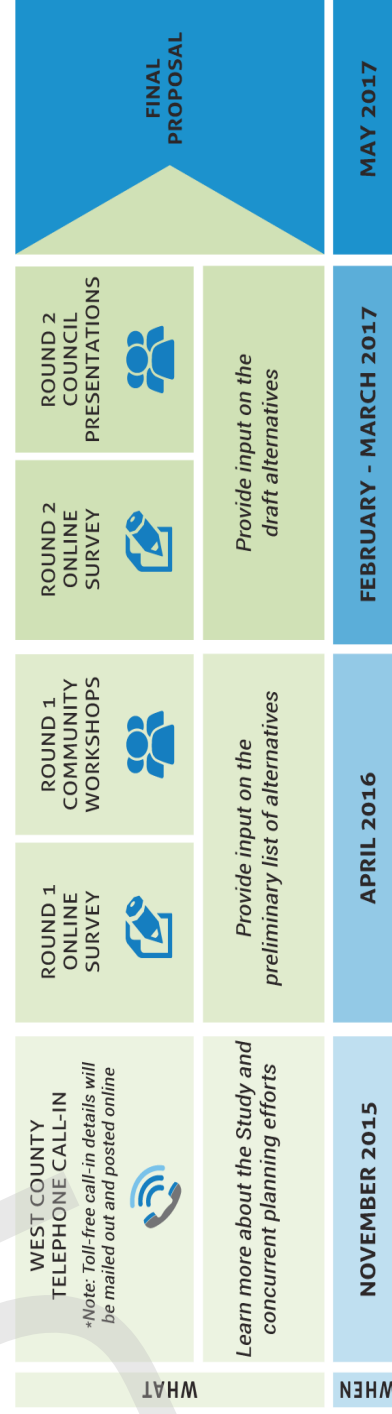 WHAT
WEST COUNTY
TELEPHONE CALL-IN
*Note: Toll-free call-in details will
be mailed out and posted online
Learn more about the Study and
concurrent planning efforts
ROUND 1
ONLINE
SURVEY
ROUND 1
COMMUNITY
WORKSHOPS
Provide input on the
preliminary list of alternatives
ROUND 2
ONLINE
SURVEY
ROUND 2
COUNCIL
PRESENTATIONS
Provide input on the
draft alternatives
FINAL
PROPOSAL
WHEN
NOVEMBER 2015
APRIL 2016
FEBRUARY - MARCH 2017
MAY 2017